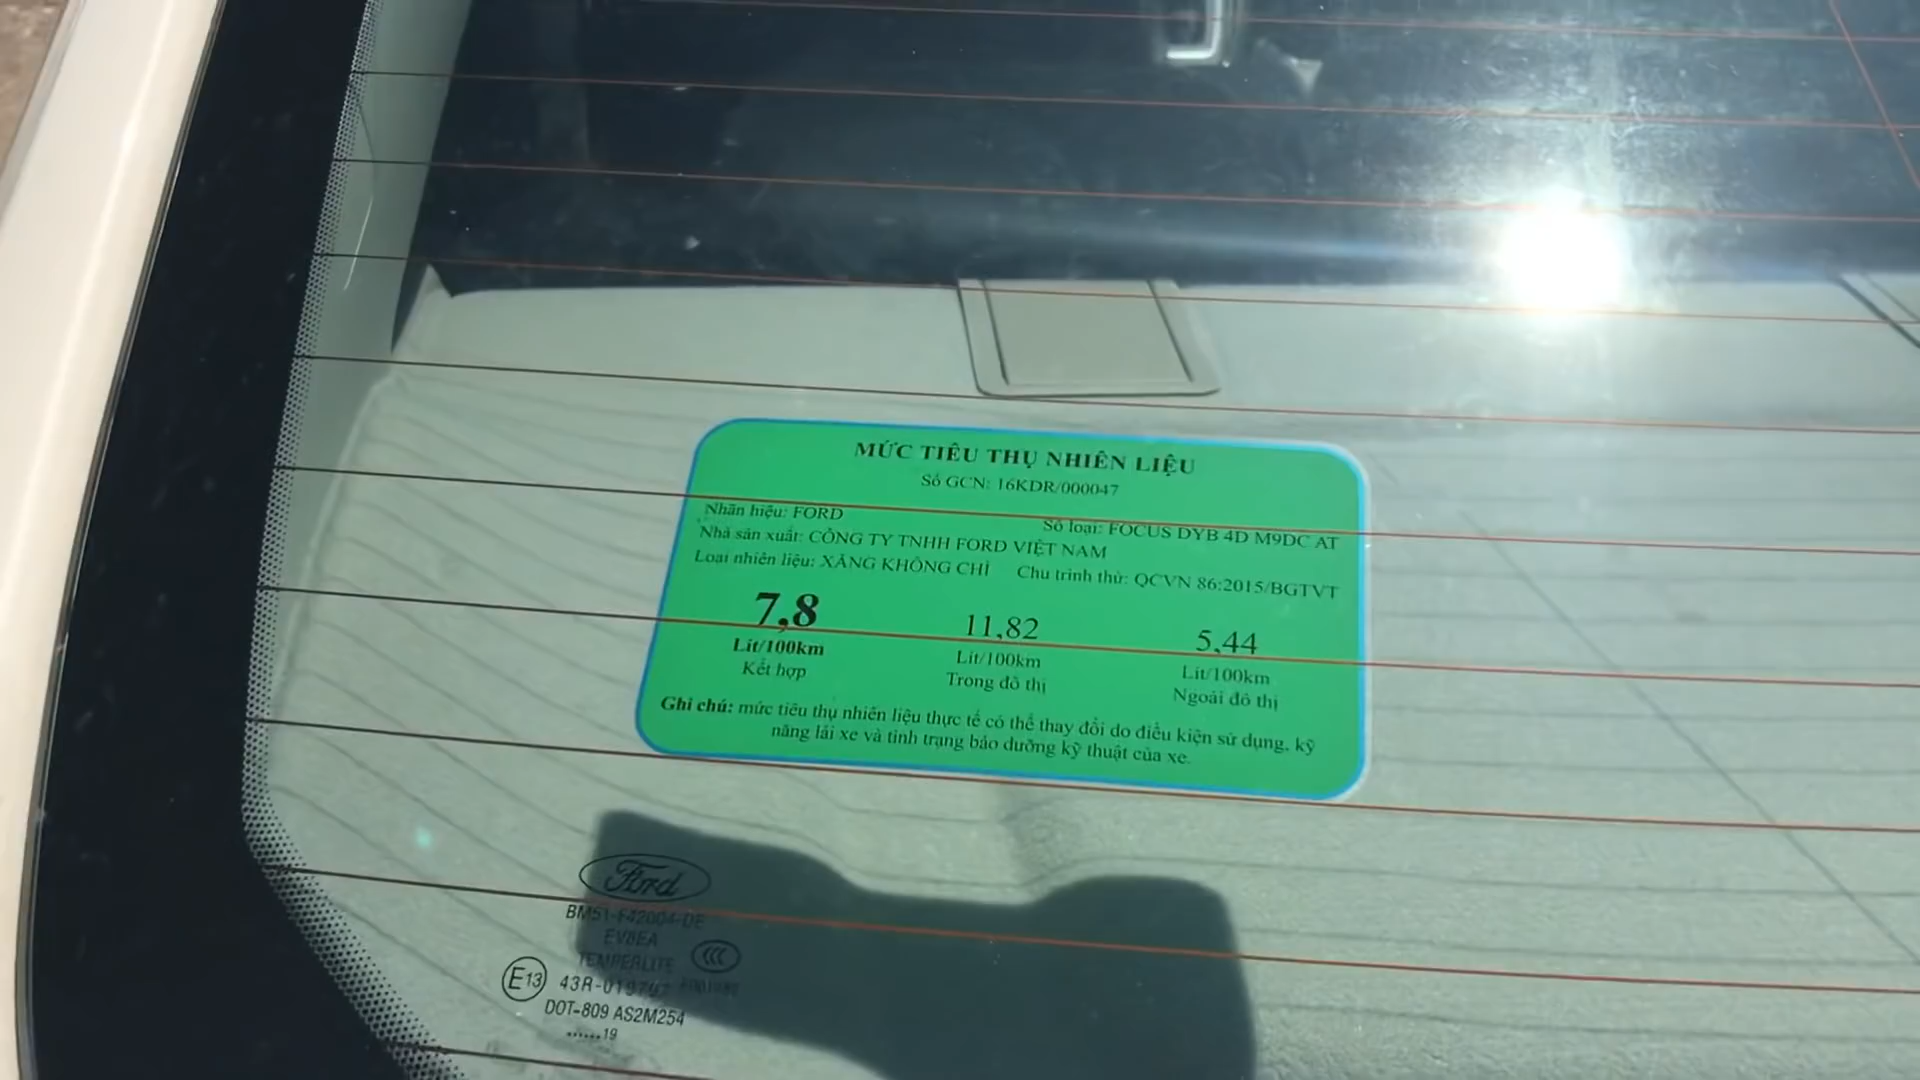 MỨC TIÊU THỤ NHIÊN LIỆU
Số GCN: 16KDR/000047
Nhãn hiệu: FORD Số loại: FOCUS DYB 4D M9DC AT
Nhà sản xuất: CÔNG TY TNHH FORD VIỆT NAM
Loại nhiên liệu: XĂNG KHÔNG CHÌ Chu trình thử: QCVN 86:2015/BGTVT
7,8 11,82 5,44
Lít/100km Lít/100km Lít/100km
Kết hợp Trong đô thị Ngoài đô thị
Ghi chú: mức tiêu thụ nhiên liệu thực tế có thể thay đổi do điều kiện sử dụng, kỹ
năng lái xe và tình trạng bảo dưỡng kỹ thuật của xe.
Ford
BM51-F42004-DE
EV8EA
TEMPERLITE CCC
E13
DOT-809 AS2M254
......19